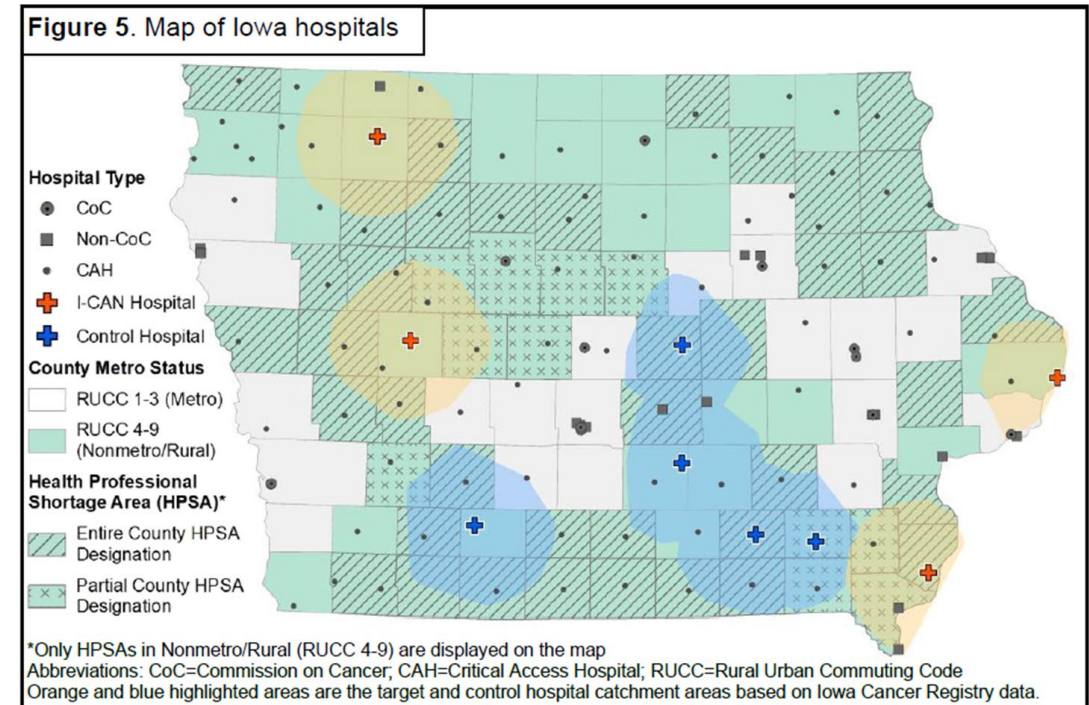 Figure 5. Map of Iowa hospitals
Hospital Type
CoC
Non-CoC
CAH
I-CAN Hospital
Control Hospital
County Metro Status
RUCC 1-3 (Metro)
RUCC 4-9
(Nonmetro/Rural)
Health Professional
Shortage Area (HPSA)*
Entire County HPSA
Designation
Partial County HPSA
Designation
*Only HPSAs in Nonmetro/Rural (RUCC 4-9) are displayed on the map
Abbreviations: CoC=Commission on Cancer; CAH=Critical Access Hospital; RUCC=Rural Urban Commuting Code
Orange and blue highlighted areas are the target and control hospital catchment areas based on Iowa Cancer Registry data.